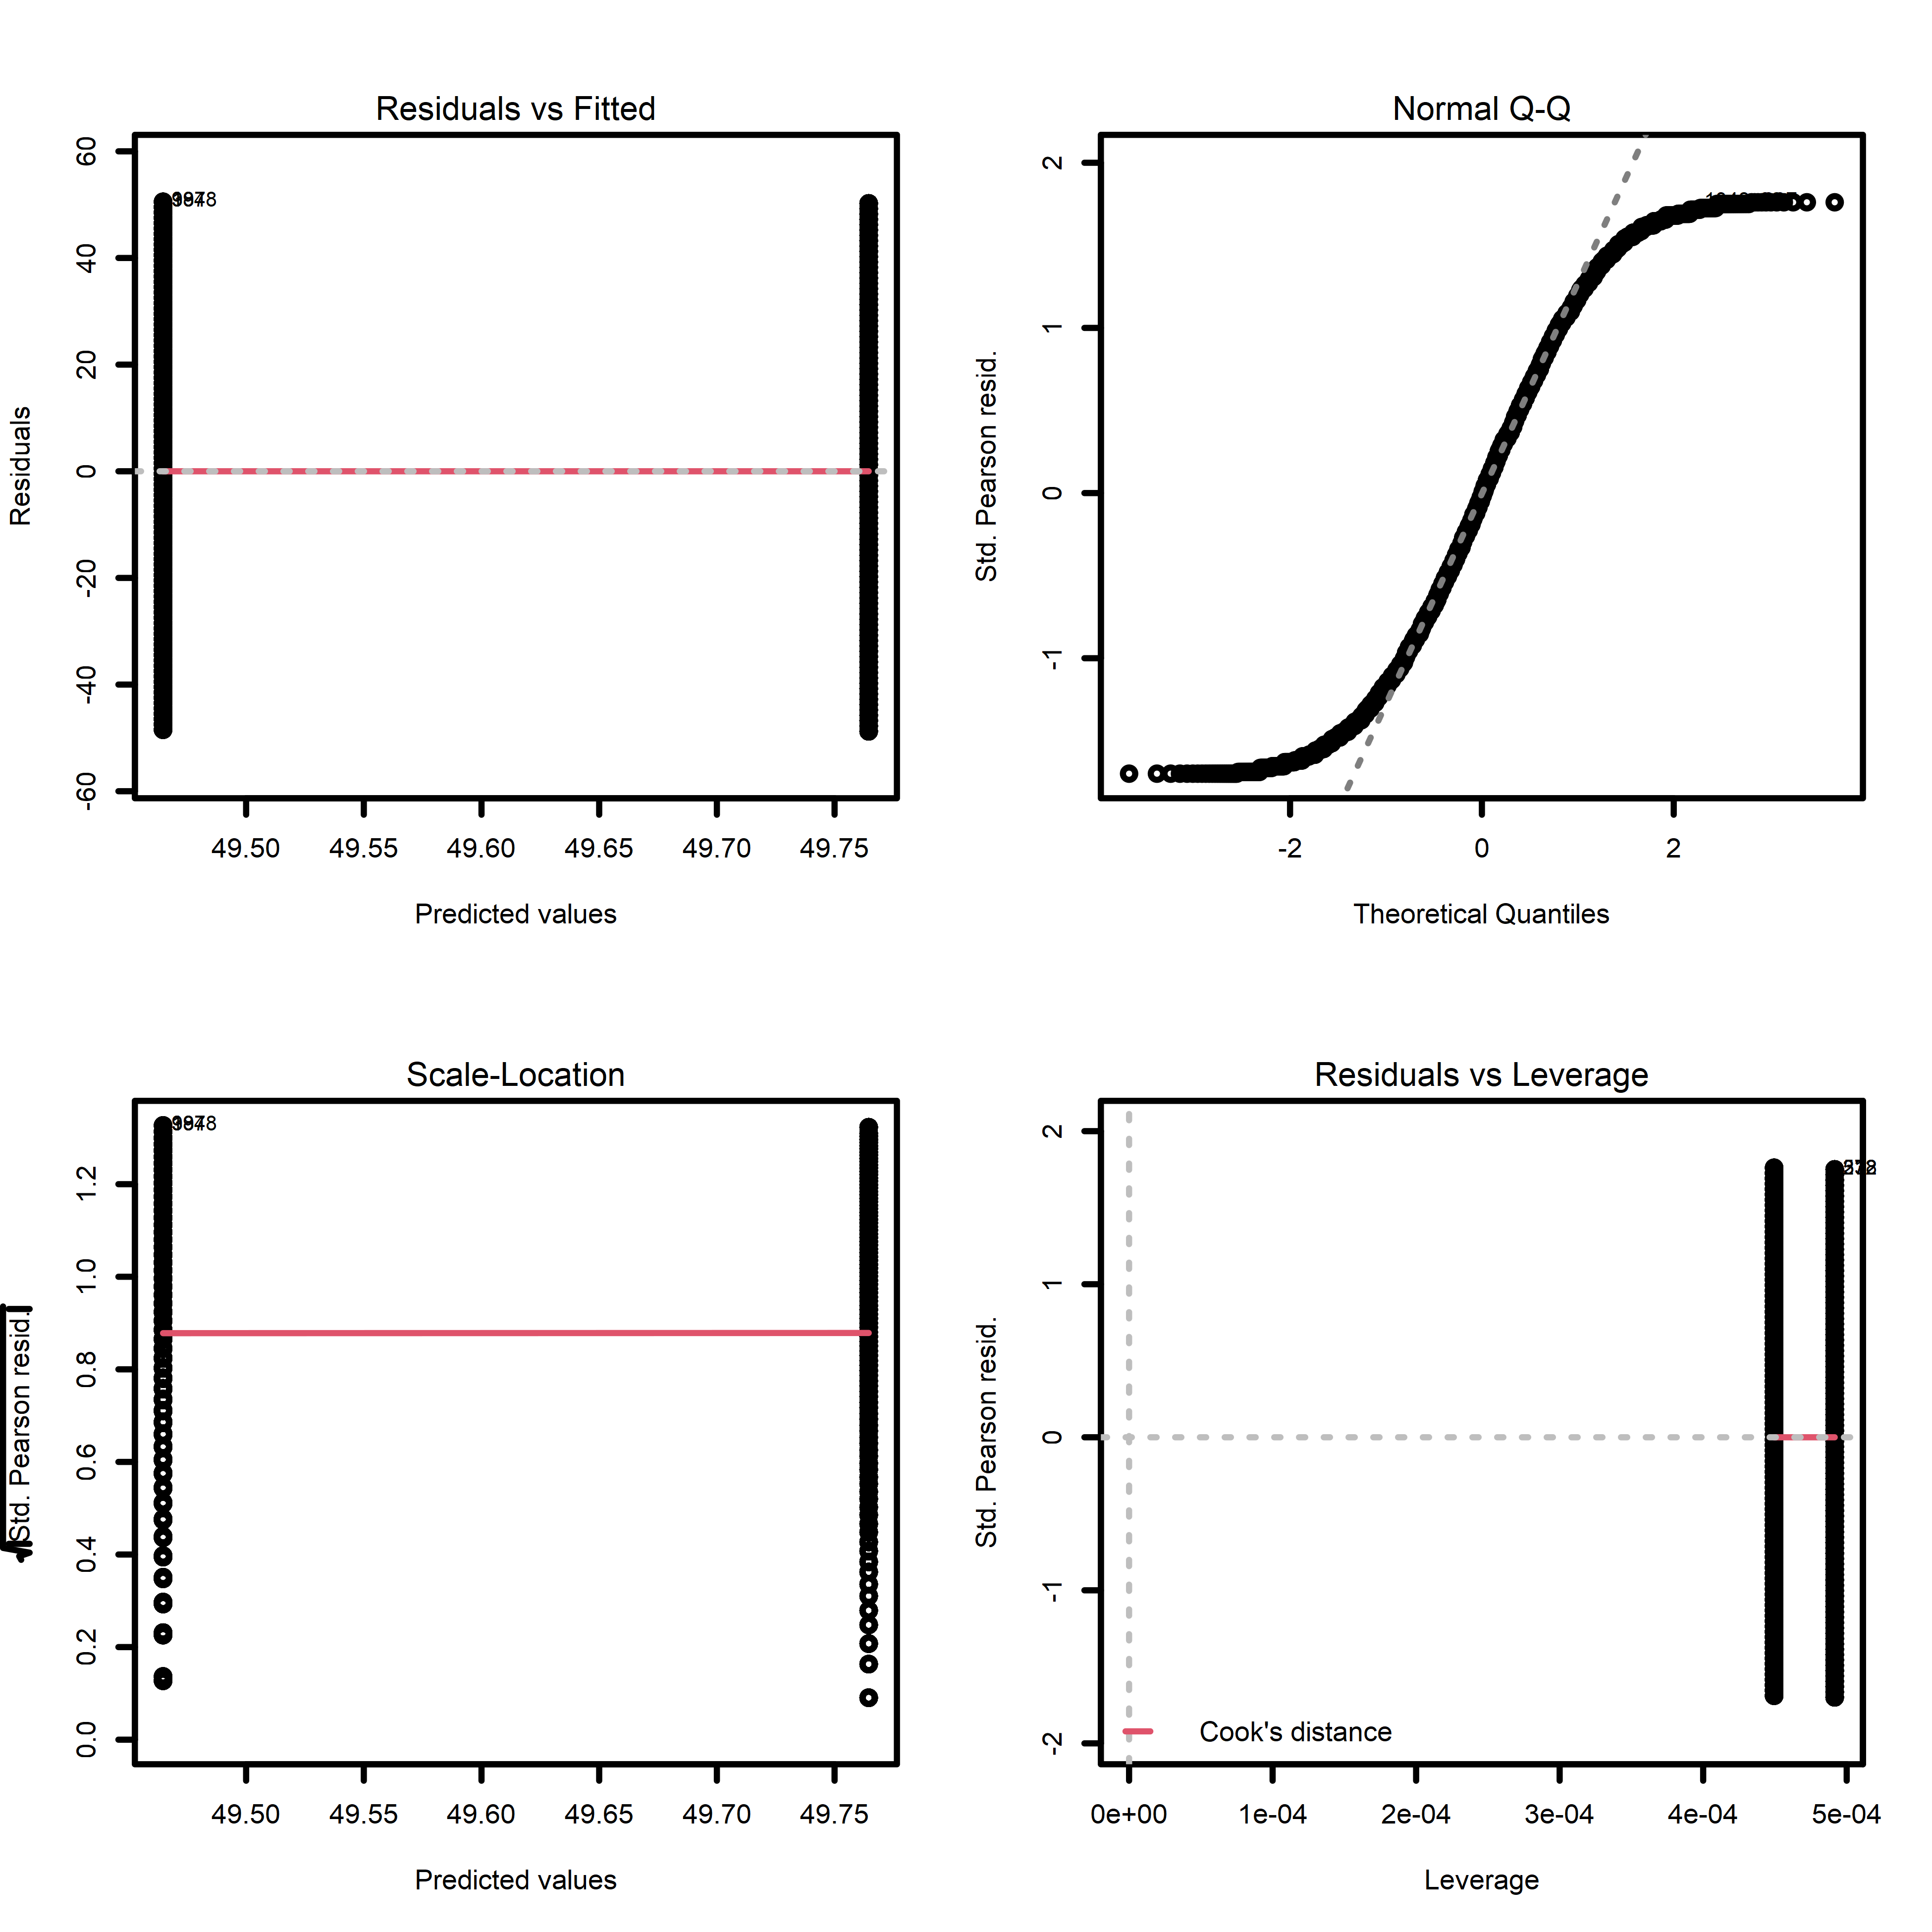 Residuals vs Fitted
60
40
20
0
-20
-40
-60
Residuals
49.50 49.55 49.60 49.65 49.70 49.75
Predicted values
Normal Q-Q
2
1
0
-1
Std. Pearson resid.
-2 0 2
Theoretical Quantiles
Scale-Location
1.2
1.0
0.8
0.6
0.4
0.2
0.0
√|Std. Pearson resid.|
49.50 49.55 49.60 49.65 49.70 49.75
Predicted values
Residuals vs Leverage
2
1
0
-1
-2
Std. Pearson resid.
Cook's distance
0e+00 1e-04 2e-04 3e-04 4e-04 5e-04
Leverage